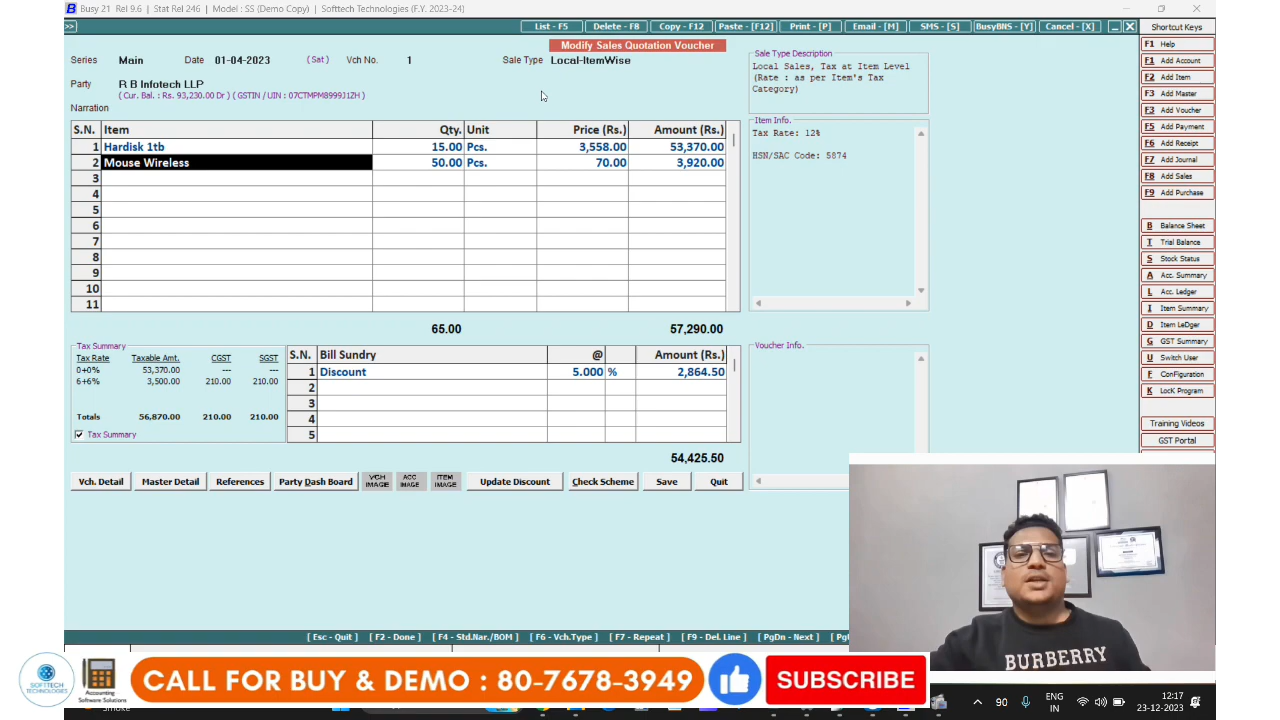 Busy 21 Rel 9.6 | Stat Rel 246 | Model : SS (Demo Copy) | Softtech Technologies (F.Y. 2023-24)
>> List - F5 Delete - F8 Copy - F12 Paste - [F12] Print - [P] Email - [M] SMS - [S] BusyBNS - [Y] Cancel - [X]
Shortcut Keys
Modify Sales Quotation Voucher
Series Main Date 01-04-2023 ( Sat ) Vch No. 1 Sale Type Local-ItemWise
Party R B Infotech LLP
( Cur. Bal. : Rs. 93,230.00 Dr ) ( GSTIN / UIN : 07CTMPM8999J1ZH )
Narration
Sale Type Description
Local Sales, Tax at Item Level
(Rate : as per Item's Tax
Category)
S.N. Item Qty. Unit Price (Rs.) Amount (Rs.)
1 Hardisk 1tb 15.00 Pcs. 3,558.00 53,370.00
2 Mouse Wireless 50.00 Pcs. 70.00 3,920.00
3
4
5
6
7
8
9
10
11
65.00 57,290.00
Item Info.
Tax Rate: 12%
HSN/SAC Code: 5874
Tax Summary
Tax Rate Taxable Amt. CGST SGST
0+0% 53,370.00 --- ---
6+6% 3,500.00 210.00 210.00
Totals 56,870.00 210.00 210.00
Tax Summary
S.N. Bill Sundry @ Amount (Rs.)
1 Discount 5.000 % 2,864.50
2
3
4
5
54,425.50
Voucher Info.
Vch. Detail Master Detail References Party Dash Board VCH IMAGE ACC IMAGE ITEM IMAGE Update Discount Check Scheme Save Quit
F1 Help
F1 Add Account
F2 Add Item
F3 Add Master
F3 Add Voucher
F5 Add Payment
F6 Add Receipt
F7 Add Journal
F8 Add Sales
F9 Add Purchase
B Balance Sheet
T Trial Balance
S Stock Status
A Acc. Summary
L Acc. Ledger
I Item Summary
D Item LeDger
G GST Summary
U Switch User
F ConFiguration
K LocK Program
Training Videos
GST Portal
[ Esc - Quit ] [ F2 - Done ] [ F4 - Std.Nar./BOM ] [ F6 - Vch.Type ] [ F7 - Repeat ] [ F9 - Del. Line ] [ PgDn - Next ]
BURBERRY
SOFTTECH TECHNOLOGIES
Accounting Software Solutions
CALL FOR BUY & DEMO : 80-7678-3949
SUBSCRIBE
90
ENG
IN
12:17
23-12-2023